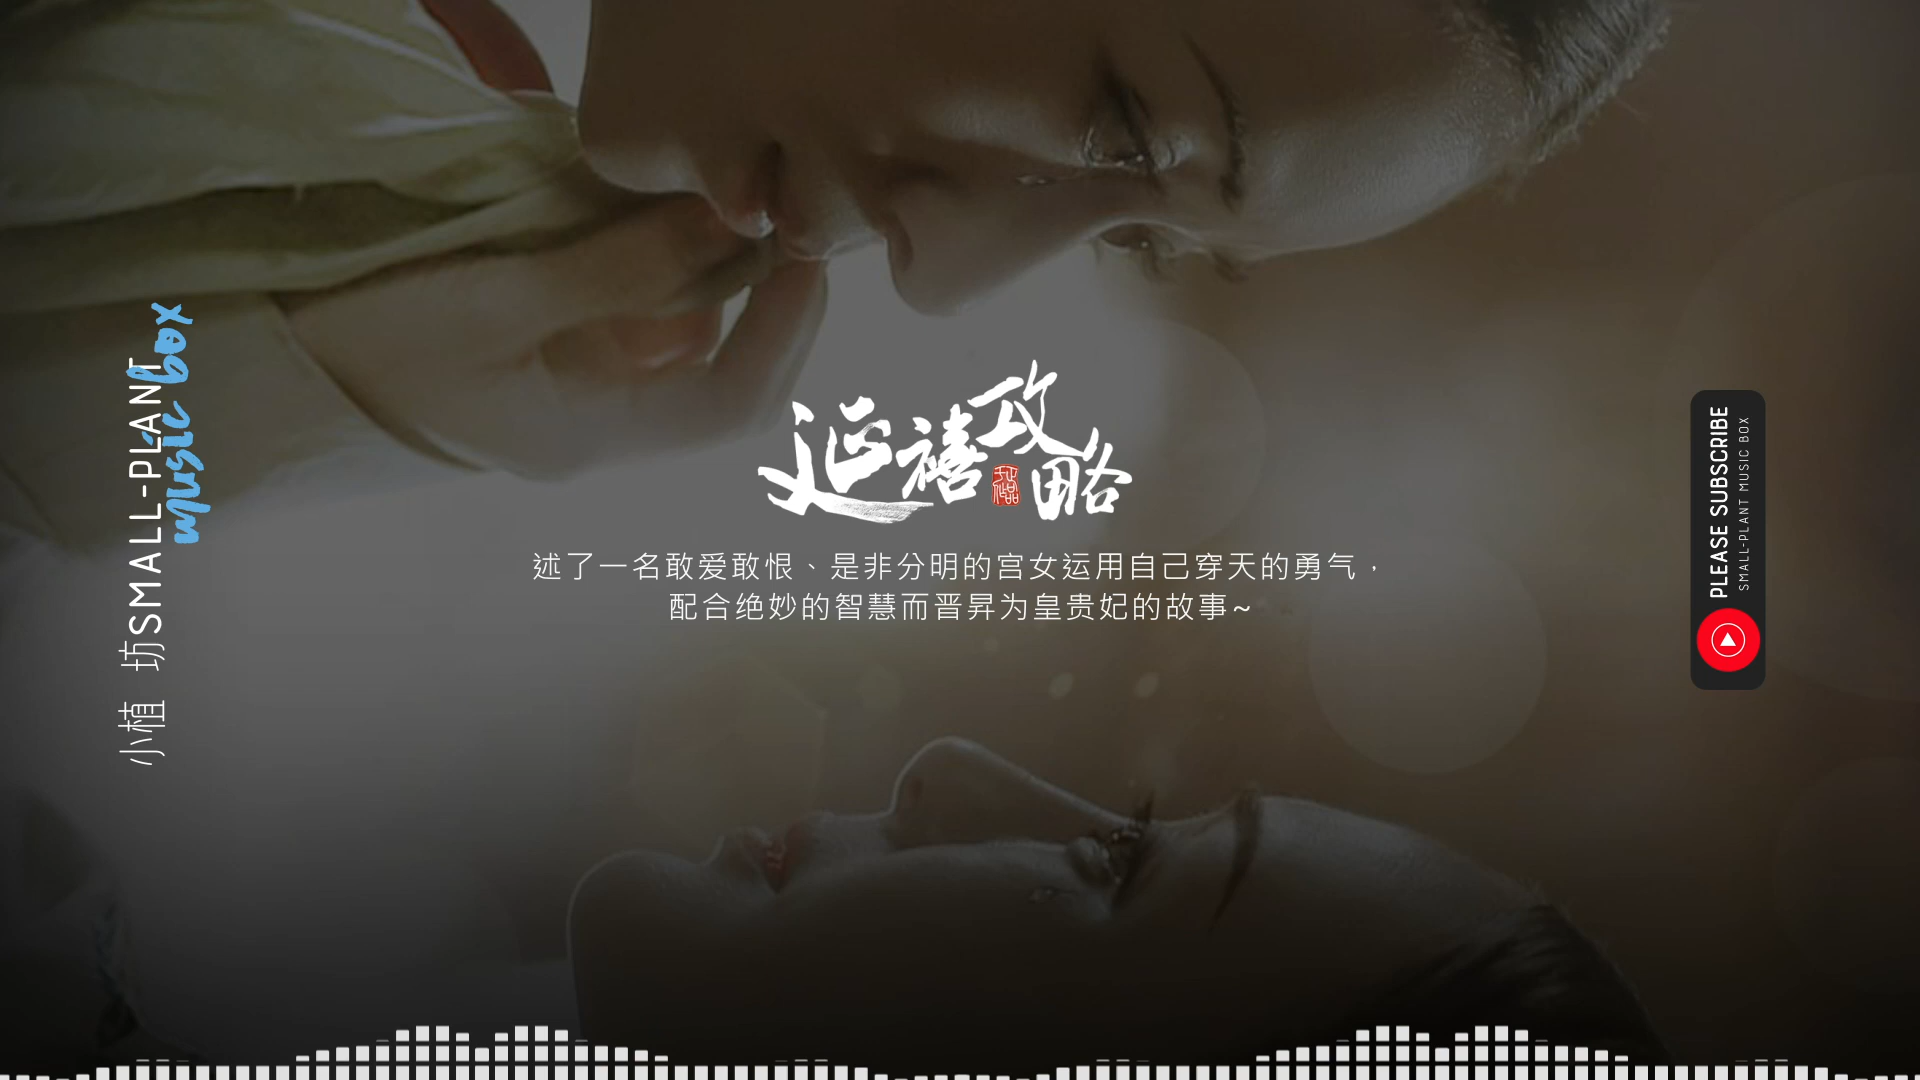 小植 坊SMALL-PLANT
music box
延禧攻略
述了一名敢爱敢恨、是非分明的宫女运用自己穿天的勇气，
配合绝妙的智慧而晋昇为皇贵妃的故事~
PLEASE SUBSCRIBE
SMALL-PLANT MUSIC BOX